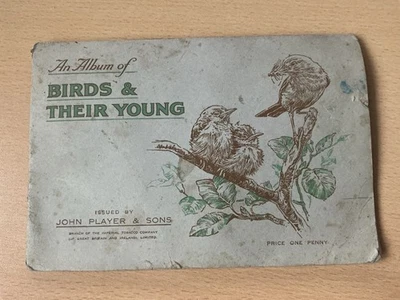 An Album of
BIRDS &
THEIR YOUNG
ISSUED BY
JOHN PLAYER & SONS
BRANCH OF THE IMPERIAL TOBACCO COMPANY
(OF GREAT BRITAIN AND IRELAND), LIMITED.
PRICE ONE PENNY